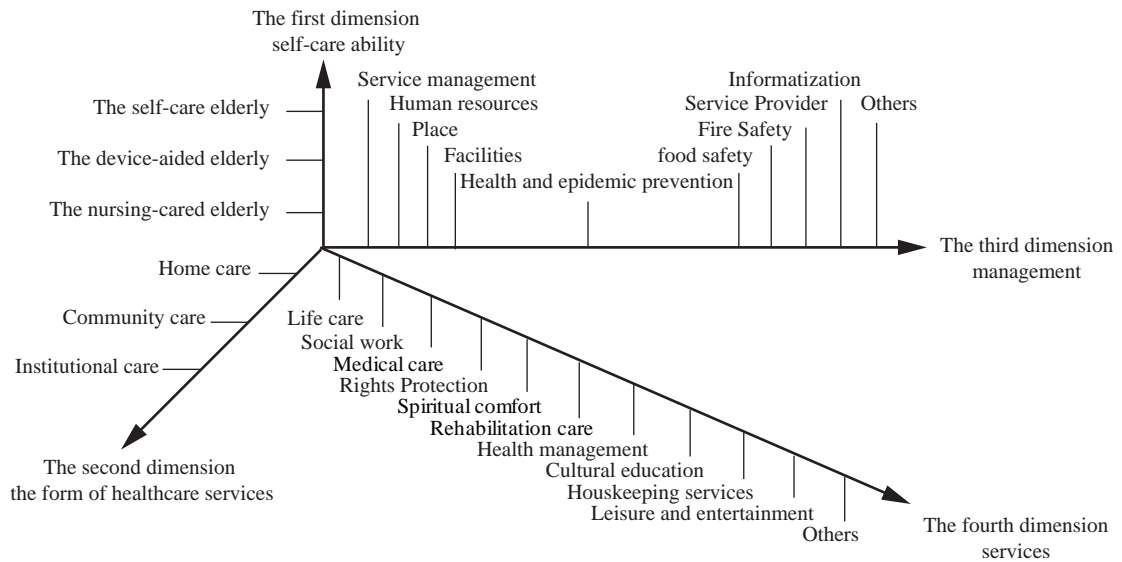 The first dimension
self-care ability
Service management
Informatization
The self-care elderly
Human resources
Service Provider
Others
Place
Fire Safety
The device-aided elderly
Facilities
food safety
Health and epidemic prevention
The nursing-cared elderly
The third dimension
management
Home care
Community care
Institutional care
Life care
Social work
Medical care
Rights Protection
Spiritual comfort
Rehabilitation care
Health management
Cultural education
Houskeeping services
Leisure and entertainment
Others
The second dimension
the form of healthcare services
The fourth dimension
services